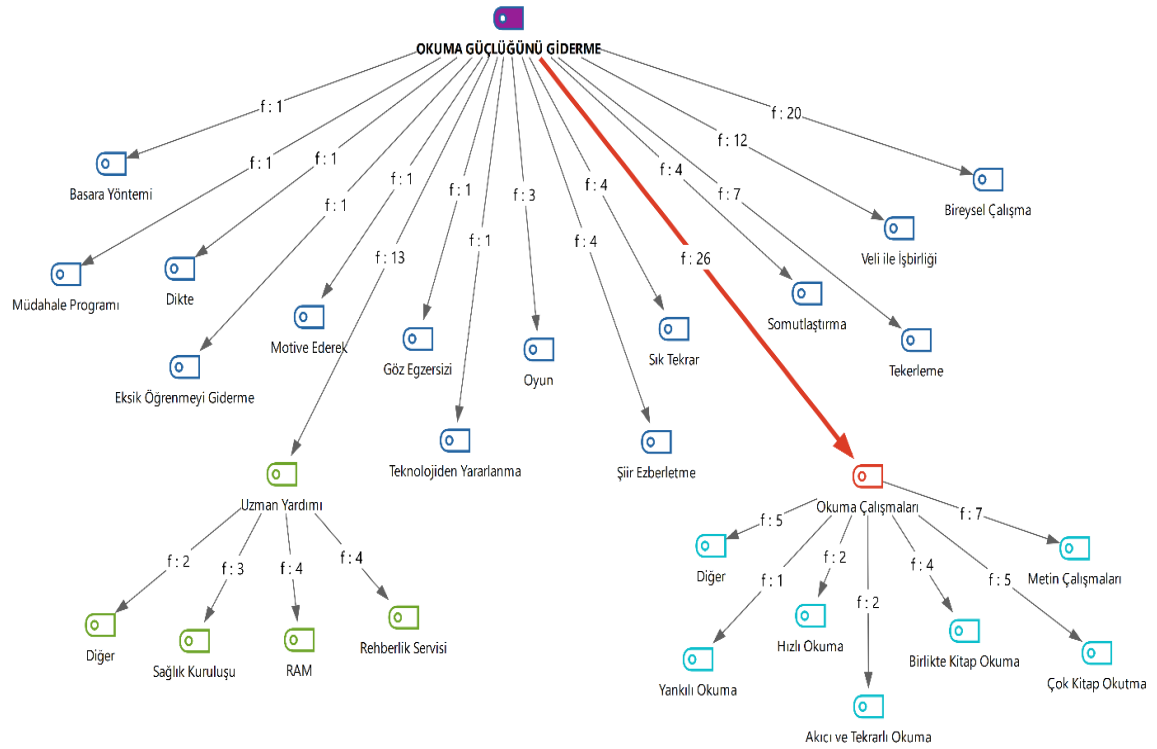 OKUMA GÜÇLÜĞÜNÜ GİDERME
f : 1
f : 20
f : 12
f : 1
f : 1
f : 1
f : 1
f : 1
f : 3
f : 4
f : 4
f : 7
f : 1
Basara Yöntemi
Bireysel Çalışma
f : 13
f : 1
f : 4
f : 26
Veli ile İşbirliği
Müdahale Programı
Dikte
Somutlaştırma
Motive Ederek
Göz Egzersizi
Oyun
Sık Tekrar
Tekerleme
Eksik Öğrenmeyi Giderme
Teknolojiden Yararlanma
Şiir Ezberletme
Uzman Yardımı
Okuma Çalışmaları
f : 2
f : 3
f : 4
f : 4
f : 5
f : 1
f : 2
f : 2
f : 4
f : 5
f : 7
Diğer
Sağlık Kuruluşu
RAM
Rehberlik Servisi
Diğer
Metin Çalışmaları
Hızlı Okuma
Birlikte Kitap Okuma
Yankılı Okuma
Çok Kitap Okutma
Akıcı ve Tekrarlı Okuma